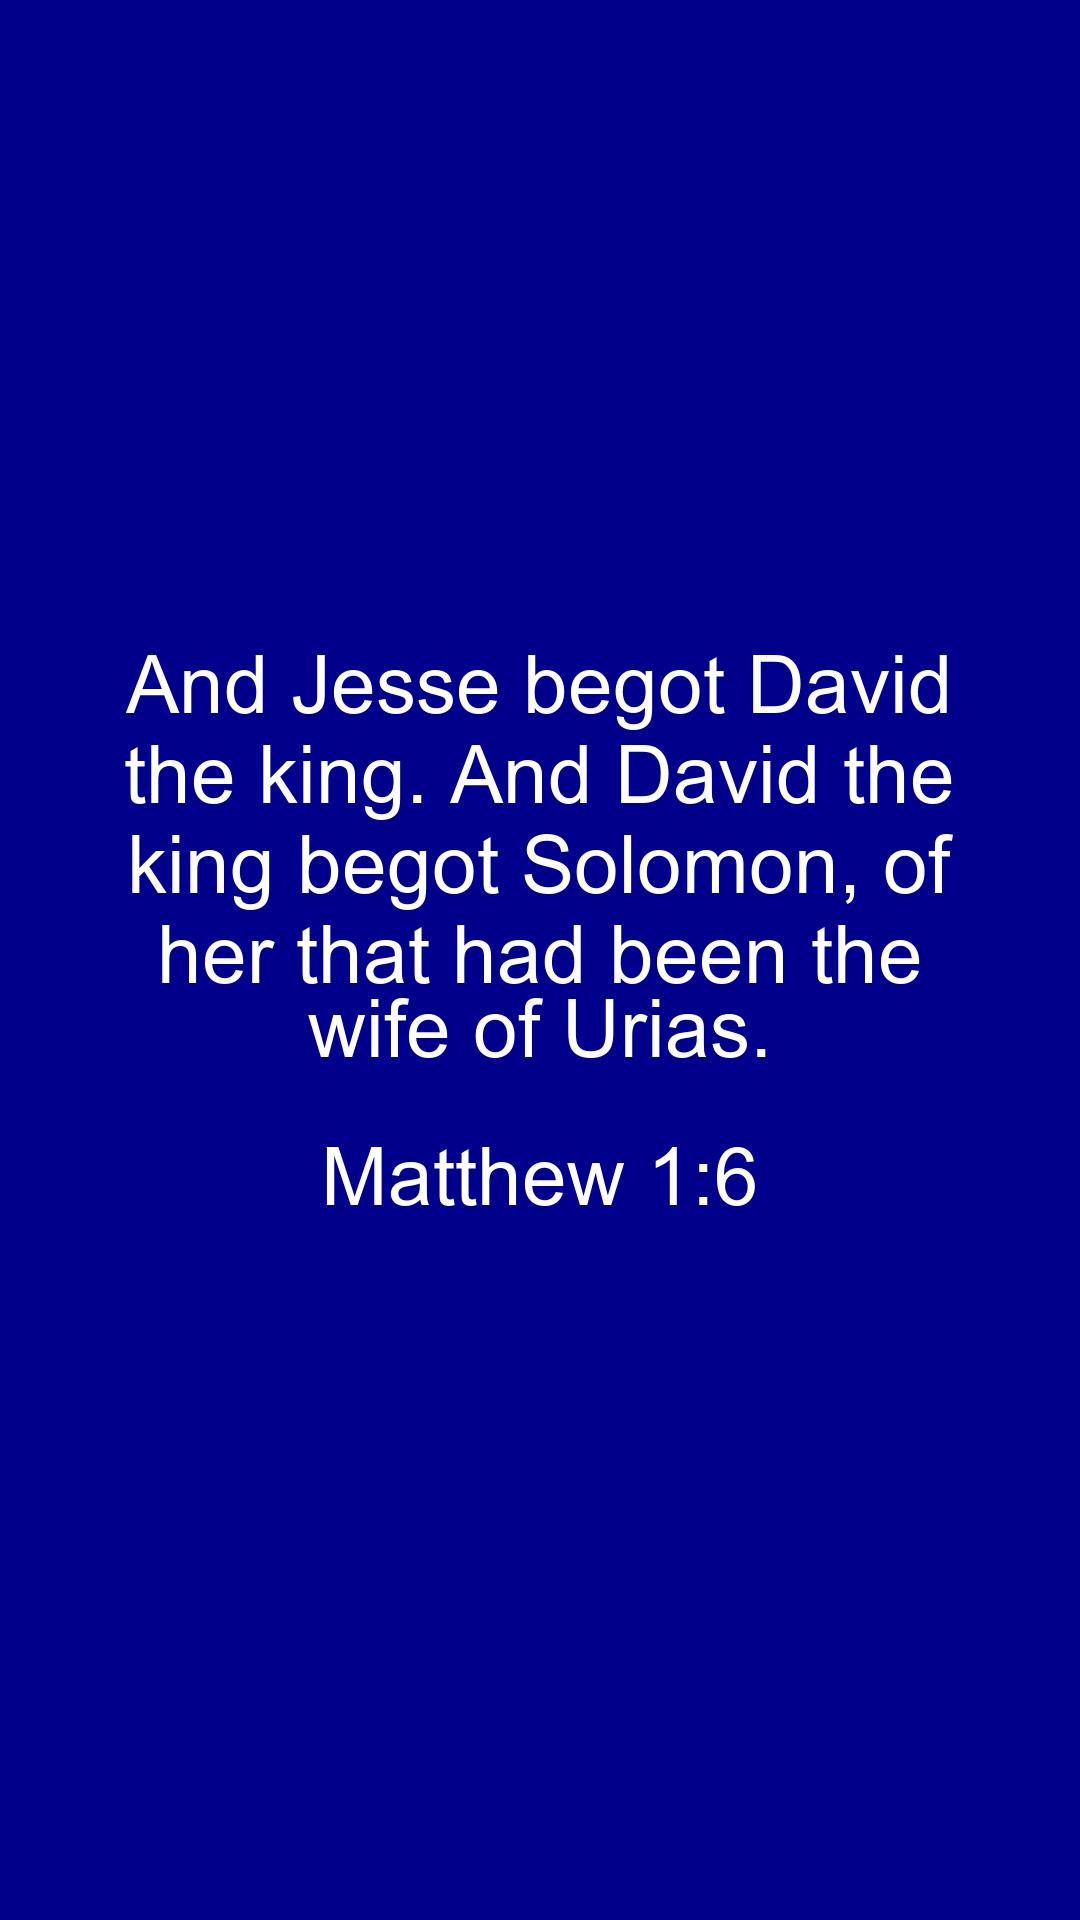 And Jesse begot David
the king. And David the
king begot Solomon, of
her that had been the
wife of Urias.
Matthew 1:6